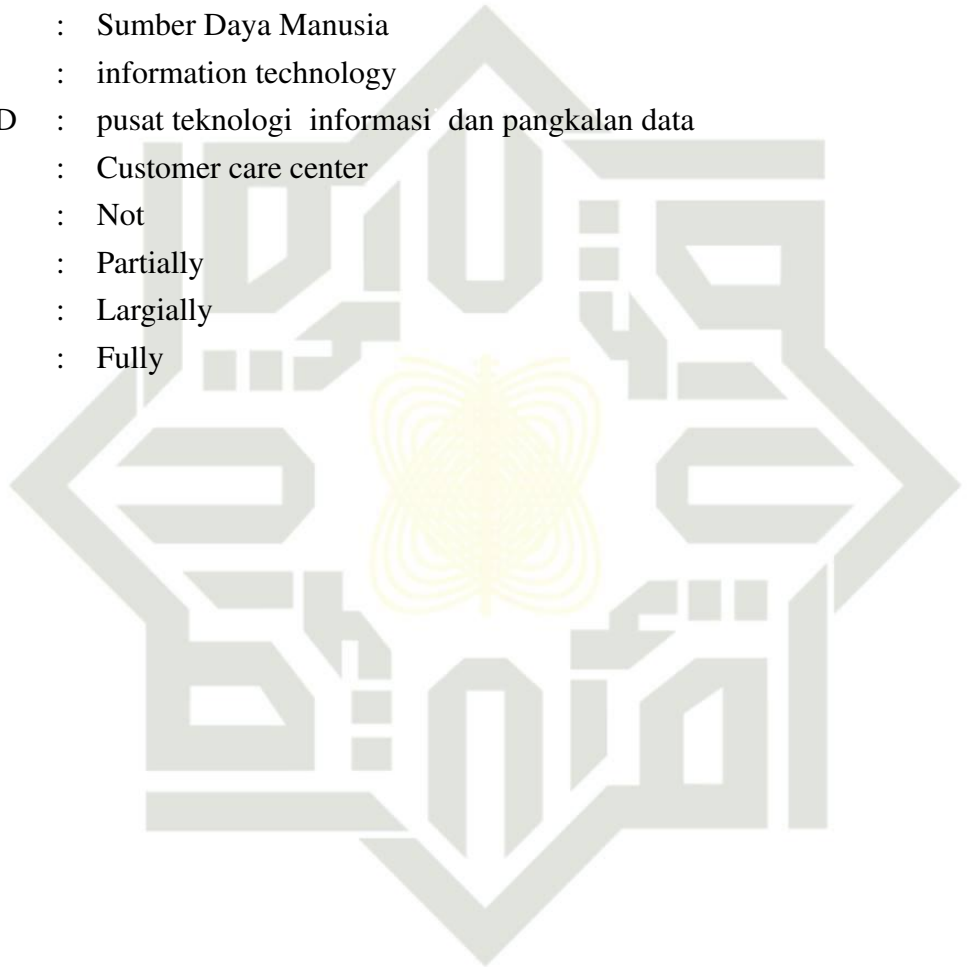 : Sumber Daya Manusia
: information technology
D : pusat teknologi informasi dan pangkalan data
: Customer care center
: Not
: Partially
: Largially
: Fully